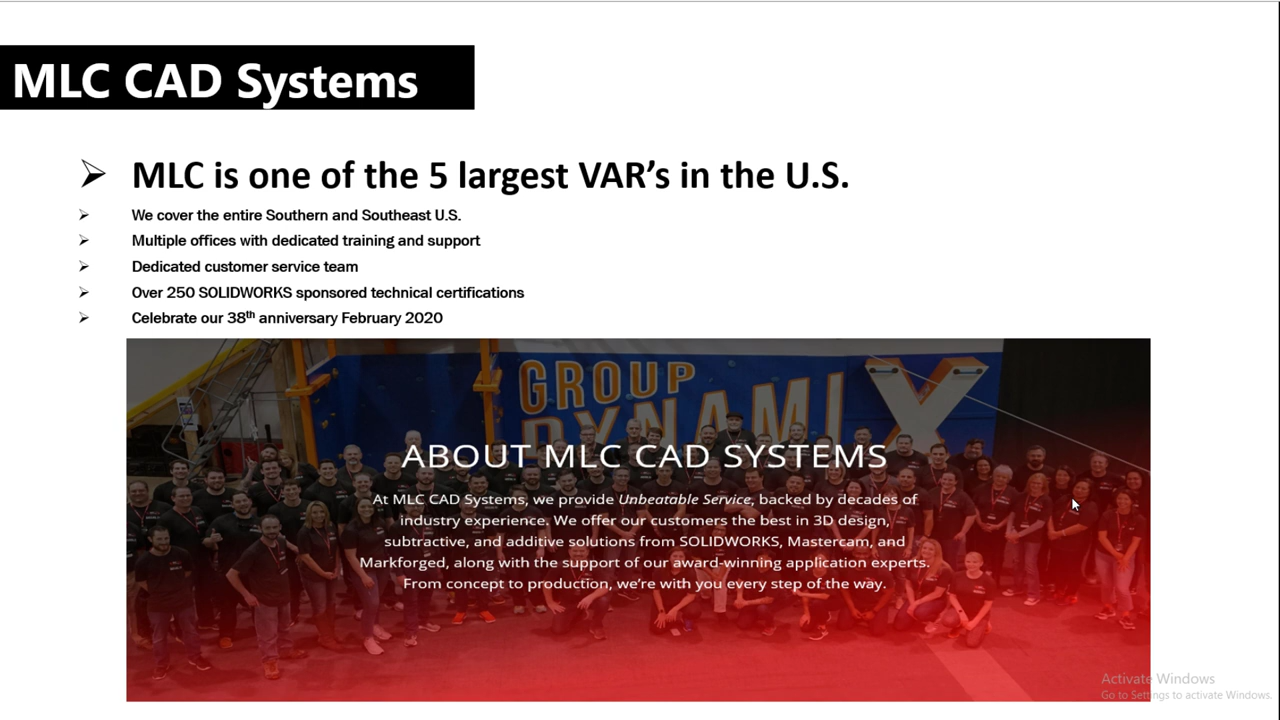 MLC CAD Systems
MLC is one of the 5 largest VAR’s in the U.S.
We cover the entire Southern and Southeast U.S.
Multiple offices with dedicated training and support
Dedicated customer service team
Over 250 SOLIDWORKS sponsored technical certifications
Celebrate our 38th anniversary February 2020
GROUP
DYNAMIX
ABOUT MLC CAD SYSTEMS
At MLC CAD Systems, we provide Unbeatable Service, backed by decades of
industry experience. We offer our customers the best in 3D design,
subtractive, and additive solutions from SOLIDWORKS, Mastercam, and
Markforged, along with the support of our award-winning application experts.
From concept to production, we’re with you every step of the way.
Activate Windows
Go to Settings to activate Windows.